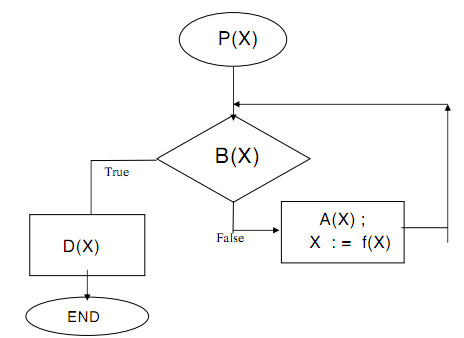 P(X)
B(X)
True
False
A(X) ;
X := f(X)
D(X)
END